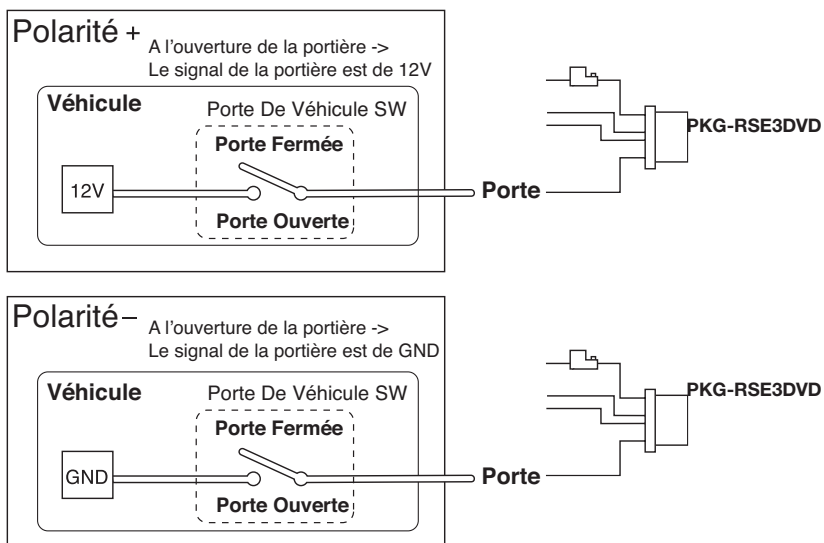 Polarité +
A l'ouverture de la portière ->
Le signal de la portière est de 12V
Véhicule
Porte De Véhicule SW
Porte Fermée
12V
Porte Ouverte
Porte
PKG-RSE3DVD
Polarité –
A l'ouverture de la portière ->
Le signal de la portière est de GND
Véhicule
Porte De Véhicule SW
Porte Fermée
GND
Porte Ouverte
Porte
PKG-RSE3DVD